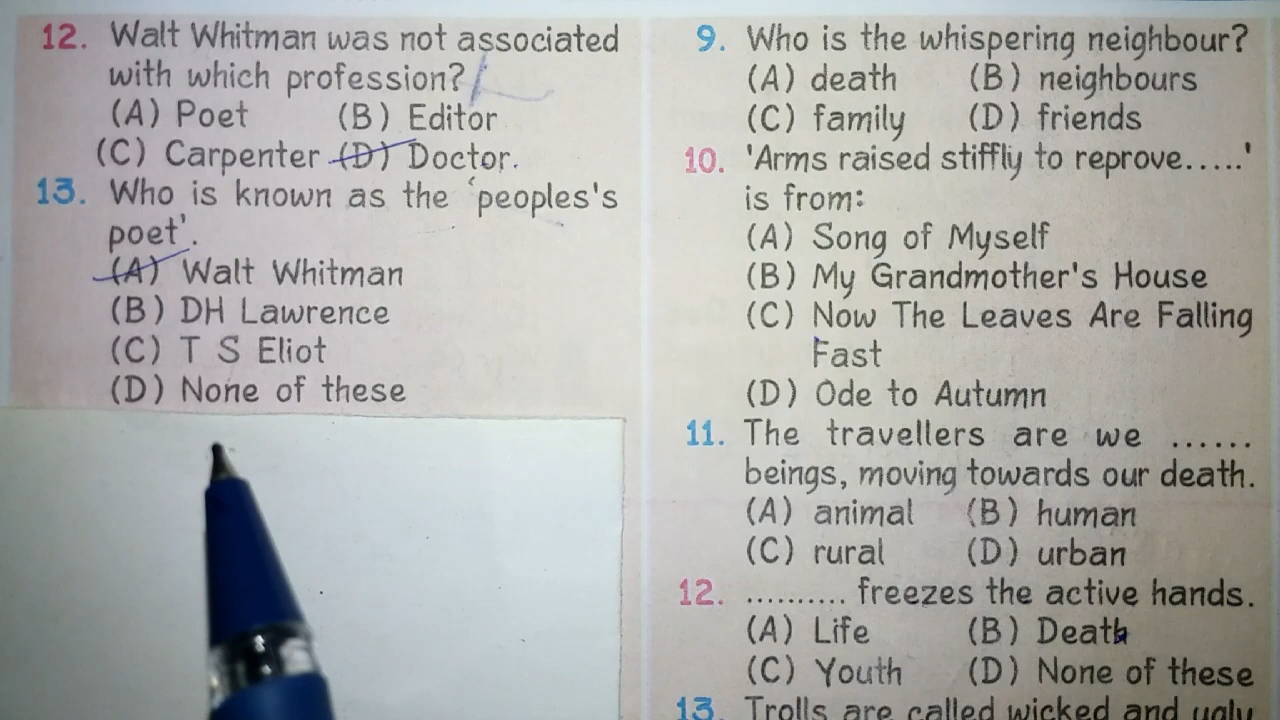 12. Walt Whitman was not associated
with which profession?
(A) Poet (B) Editor
(C) Carpenter (D) Doctor.
13. Who is known as the 'peoples's
poet'.
(A) Walt Whitman
(B) DH Lawrence
(C) T S Eliot
(D) None of these
9. Who is the whispering neighbour?
(A) death (B) neighbours
(C) family (D) friends
10. 'Arms raised stiffly to reprove.....'
is from:
(A) Song of Myself
(B) My Grandmother's House
(C) Now The Leaves Are Falling
Fast
(D) Ode to Autumn
11. The travellers are we ......
beings, moving towards our death.
(A) animal (B) human
(C) rural (D) urban
12. .......... freezes the active hands.
(A) Life (B) Death
(C) Youth (D) None of these
13. Trolls are called wicked and ugly